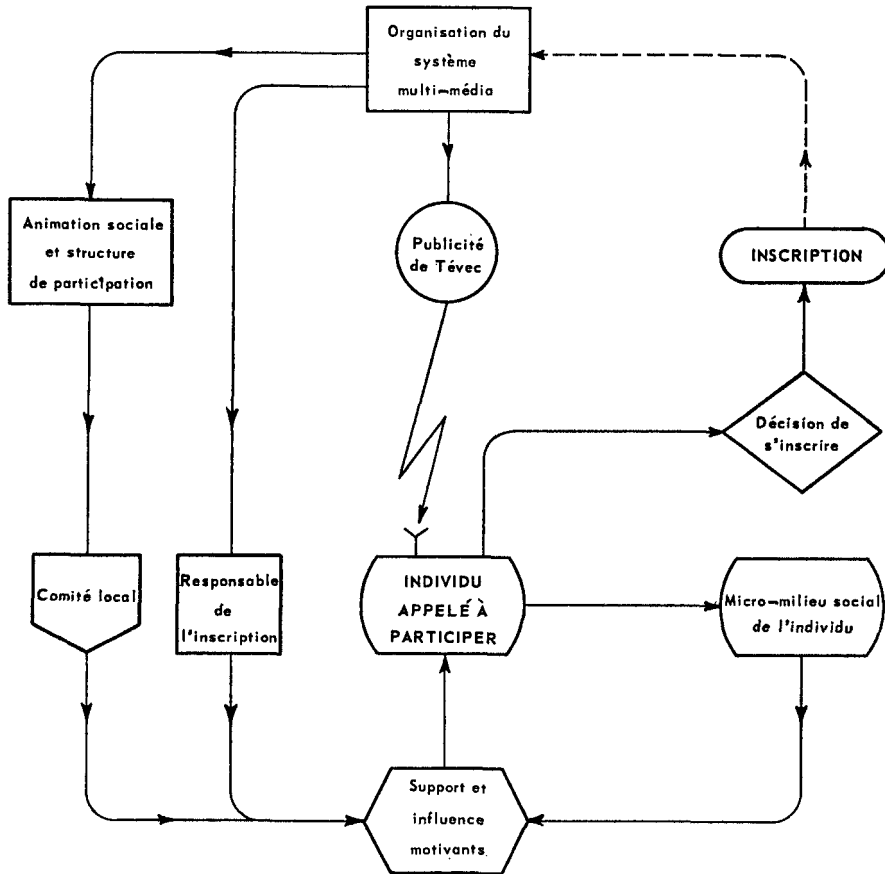 Organisation du
système
multi-média
Animation sociale
et structure
de participation
Publicité
de Tévec
INSCRIPTION
Décision de
s'inscrire
Comité local
Responsable
de
l'inscription
INDIVIDU
APPELÉ À
PARTICIPER
Micro-milieu social
de l'individu
Support et
influence
motivants